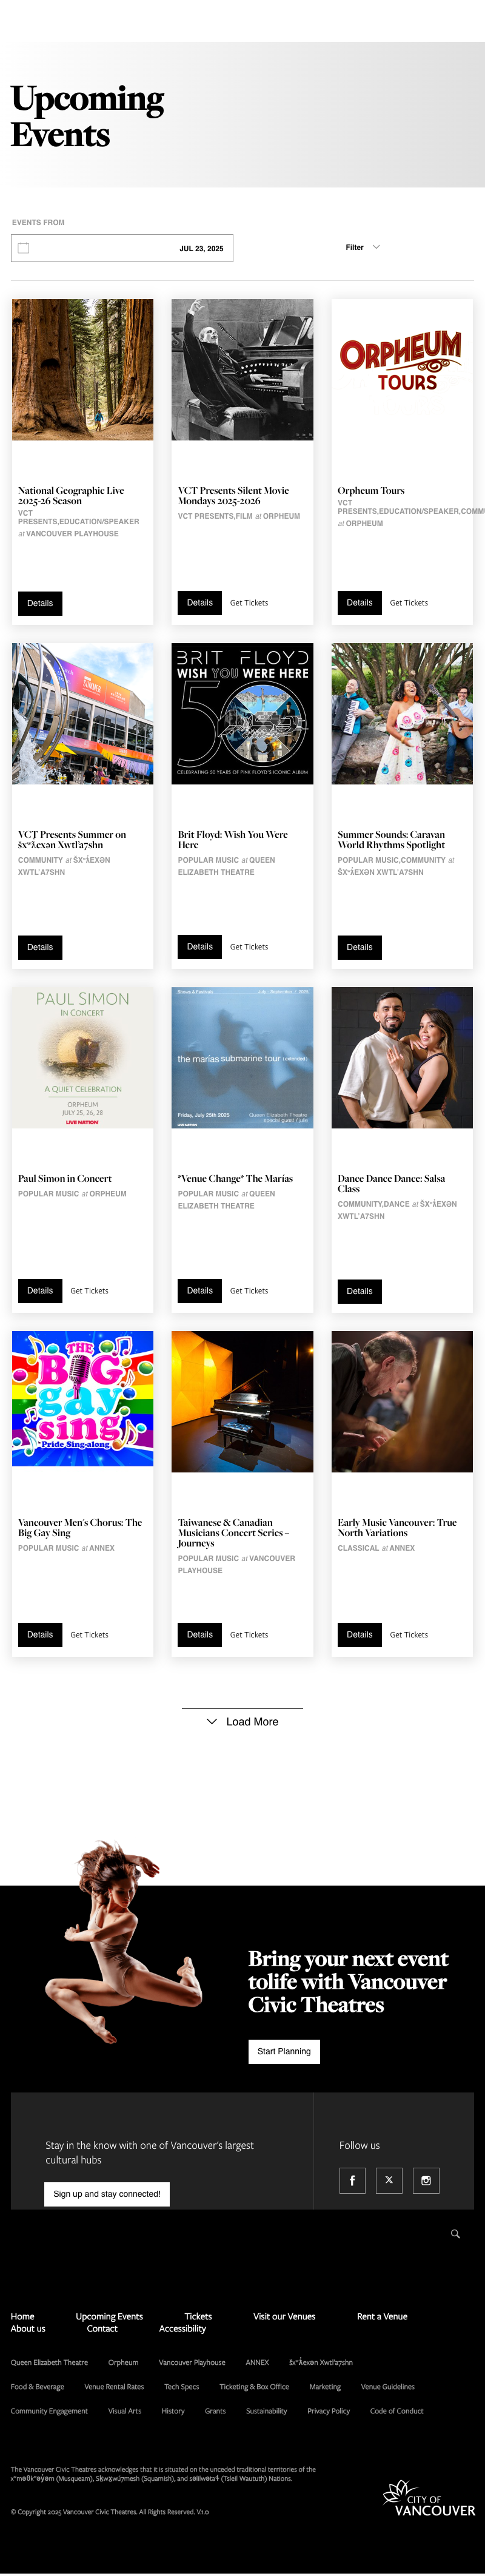 Upcoming
Events
EVENTS FROM
JUL 23, 2025
Filter
ORPHEUM
TOURS
National Geographic Live
2025-26 Season
VCT
PRESENTS,EDUCATION/SPEAKER
at VANCOUVER PLAYHOUSE
Details
VCT Presents Silent Movie
Mondays 2025-2026
VCT PRESENTS,FILM at ORPHEUM
Details
Get Tickets
Orpheum Tours
VCT
PRESENTS,EDUCATION/SPEAKER,COMMU
at ORPHEUM
Details
Get Tickets
BRIT FLOYD
WISH YOU WERE HERE
50
CELEBRATING 50 YEARS OF PINK FLOYD'S ICONIC ALBUM
VCT Presents Summer on
šxʷƛ̓exən Xwtl'a7shn
COMMUNITY at ŠXʷƛ̓EXƏN
XWTL'A7SHN
Details
Brit Floyd: Wish You Were
Here
POPULAR MUSIC at QUEEN
ELIZABETH THEATRE
Details
Get Tickets
Summer Sounds: Caravan
World Rhythms Spotlight
POPULAR MUSIC,COMMUNITY at
ŠXʷƛ̓EXƏN XWTL'A7SHN
Details
PAUL SIMON
IN CONCERT
A QUIET CELEBRATION
ORPHEUM
JULY 25, 26, 28
LIVE NATION
July - September / 2025
the marías submarine tour (extended)
Friday, July 25th 2025
Queen Elizabeth Theatre
LIVE NATION
Paul Simon in Concert
POPULAR MUSIC at ORPHEUM
Details
Get Tickets
*Venue Change* The Marías
POPULAR MUSIC at QUEEN
ELIZABETH THEATRE
Details
Get Tickets
Dance Dance Dance: Salsa
Class
COMMUNITY,DANCE at ŠXʷƛ̓EXƏN
XWTL'A7SHN
Details
THE
BIG
gay
sing
Pride Sing-along
Vancouver Men's Chorus: The
Big Gay Sing
POPULAR MUSIC at ANNEX
Details
Get Tickets
Taiwanese & Canadian
Musicians Concert Series –
Journeys
POPULAR MUSIC at VANCOUVER
PLAYHOUSE
Details
Get Tickets
Early Music Vancouver: True
North Variations
CLASSICAL at ANNEX
Details
Get Tickets
Load More
Bring your next event
tolife with Vancouver
Civic Theatres
Start Planning
Stay in the know with one of Vancouver's largest
cultural hubs
Sign up and stay connected!
Follow us
Home
Upcoming Events
Tickets
Visit our Venues
Rent a Venue
About us
Contact
Accessibility
Queen Elizabeth Theatre
Orpheum
Vancouver Playhouse
ANNEX
šxʷƛ̓exən Xwtl'a7shn
Food & Beverage
Venue Rental Rates
Tech Specs
Ticketing & Box Office
Marketing
Venue Guidelines
Community Engagement
Visual Arts
History
Grants
Sustainability
Privacy Policy
Code of Conduct
The Vancouver Civic Theatres acknowledges that it is situated on the unceded traditional territories of the
xʷməθkʷəy̓əm (Musqueam), Sḵwx̱wú7mesh (Squamish), and səlilwətaɬ (Tsleil Waututh) Nations.
© Copyright 2025 Vancouver Civic Theatres. All Rights Reserved. V.1.0
CITY OF
VANCOUVER